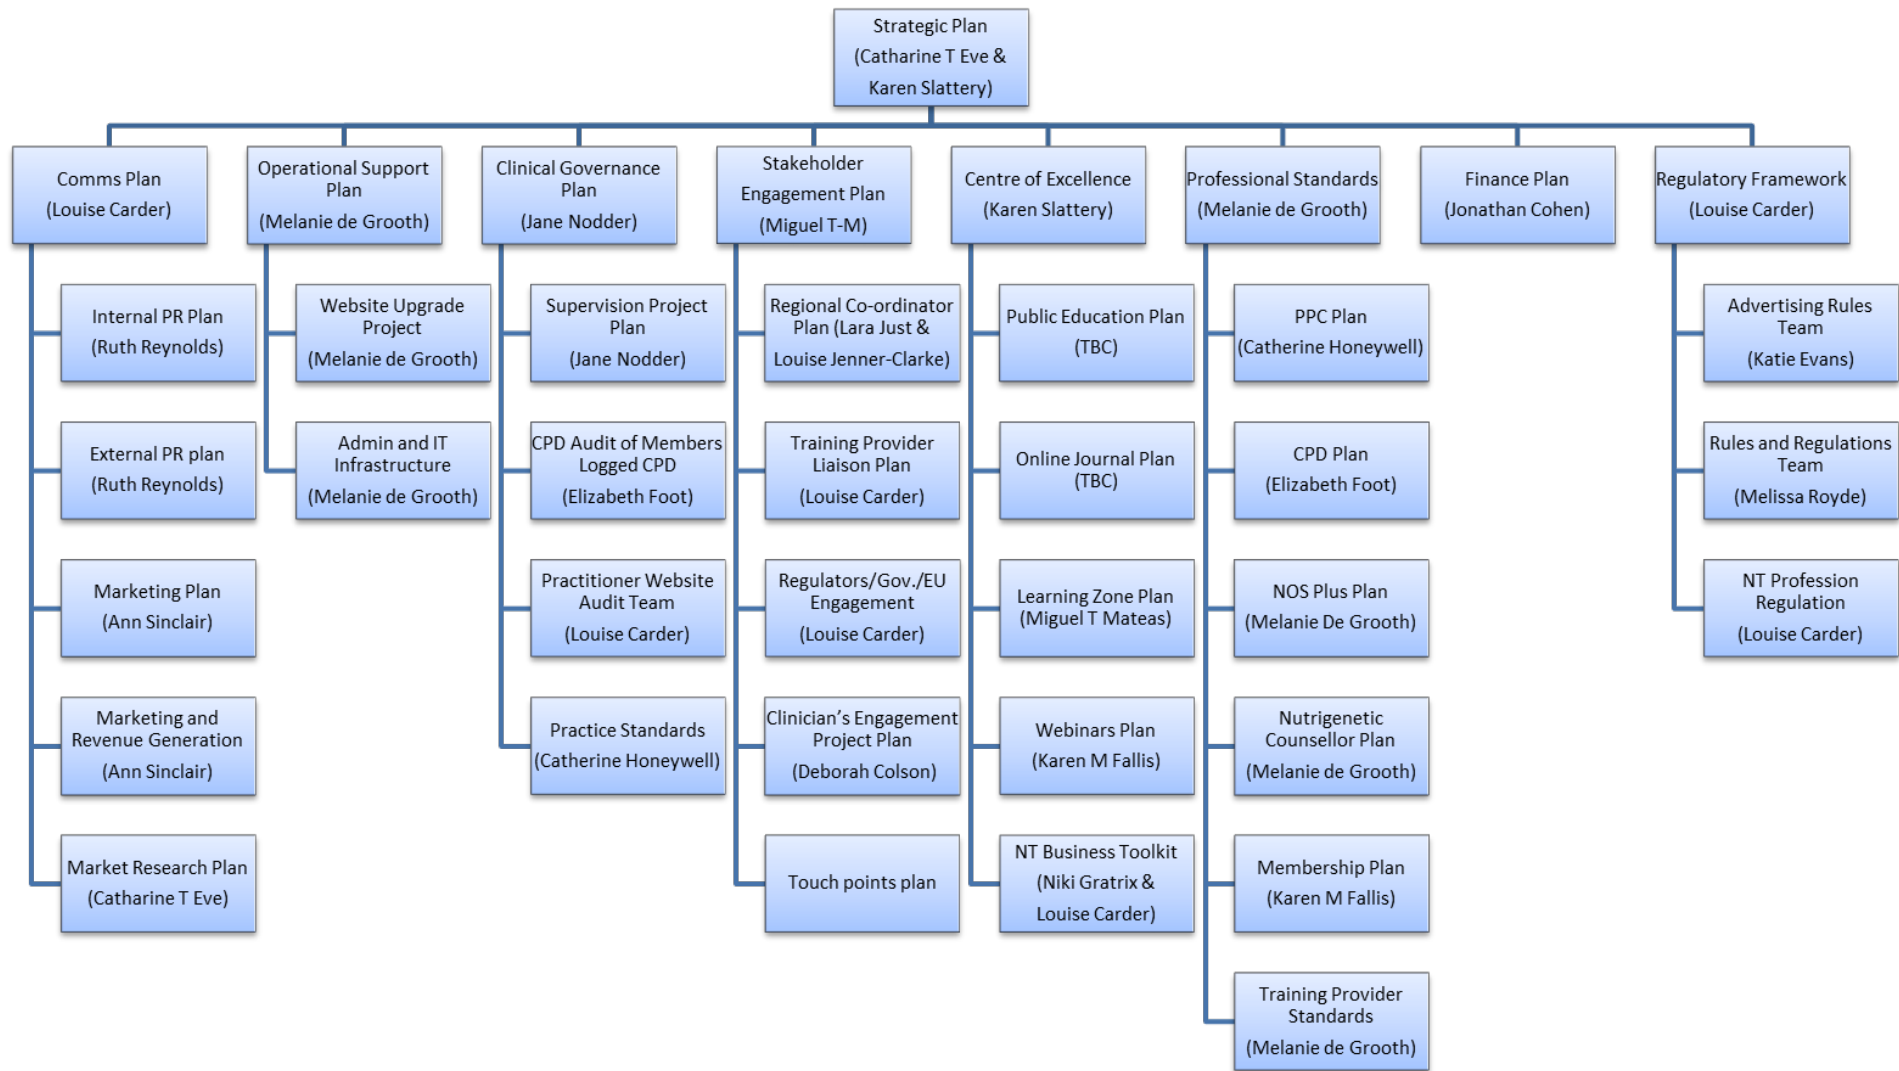 Strategic Plan
(Catharine T Eve &
Karen Slattery)
Comms Plan
(Louise Carder)
Operational Support
Plan
(Melanie de Grooth)
Clinical Governance
Plan
(Jane Nodder)
Stakeholder
Engagement Plan
(Miguel T-M)
Centre of Excellence
(Karen Slattery)
Professional Standards
(Melanie de Grooth)
Finance Plan
(Jonathan Cohen)
Regulatory Framework
(Louise Carder)
Internal PR Plan
(Ruth Reynolds)
External PR plan
(Ruth Reynolds)
Marketing Plan
(Ann Sinclair)
Marketing and
Revenue Generation
(Ann Sinclair)
Market Research Plan
(Catharine T Eve)
Website Upgrade
Project
(Melanie de Grooth)
Admin and IT
Infrastructure
(Melanie de Grooth)
Supervision Project
Plan
(Jane Nodder)
CPD Audit of Members
Logged CPD
(Elizabeth Foot)
Practitioner Website
Audit Team
(Louise Carder)
Practice Standards
(Catherine Honeywell)
Regional Co-ordinator
Plan (Lara Just &
Louise Jenner-Clarke)
Training Provider
Liaison Plan
(Louise Carder)
Regulators/Gov./EU
Engagement
(Louise Carder)
Clinician’s Engagement
Project Plan
(Deborah Colson)
Touch points plan
Public Education Plan
(TBC)
Online Journal Plan
(TBC)
Learning Zone Plan
(Miguel T Mateas)
Webinars Plan
(Karen M Fallis)
NT Business Toolkit
(Niki Gratrix &
Louise Carder)
PPC Plan
(Catherine Honeywell)
CPD Plan
(Elizabeth Foot)
NOS Plus Plan
(Melanie De Grooth)
Nutrigenetic
Counsellor Plan
(Melanie de Grooth)
Membership Plan
(Karen M Fallis)
Training Provider
Standards
(Melanie de Grooth)
Advertising Rules
Team
(Katie Evans)
Rules and Regulations
Team
(Melissa Royde)
NT Profession
Regulation
(Louise Carder)